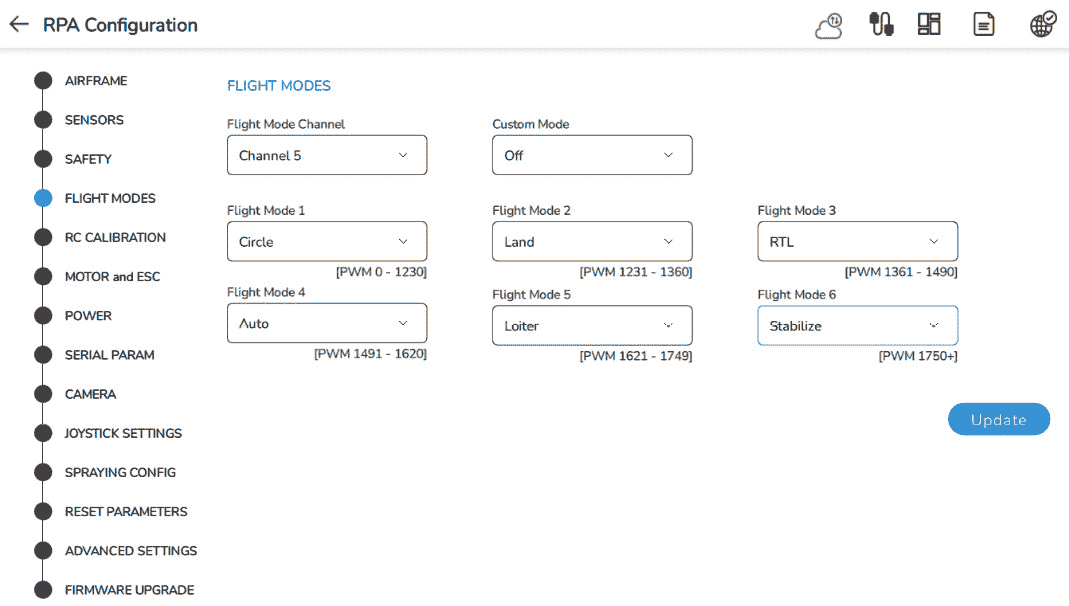 RPA Configuration
AIRFRAME
SENSORS
SAFETY
FLIGHT MODES
RC CALIBRATION
MOTOR and ESC
POWER
SERIAL PARAM
CAMERA
JOYSTICK SETTINGS
SPRAYING CONFIG
RESET PARAMETERS
ADVANCED SETTINGS
FIRMWARE UPGRADE
FLIGHT MODES
Flight Mode Channel
Channel 5
Custom Mode
Off
Flight Mode 1
Circle
[PWM 0 - 1230]
Flight Mode 2
Land
[PWM 1231 - 1360]
Flight Mode 3
RTL
[PWM 1361 - 1490]
Flight Mode 4
Auto
[PWM 1491 - 1620]
Flight Mode 5
Loiter
[PWM 1621 - 1749]
Flight Mode 6
Stabilize
[PWM 1750+]
Update